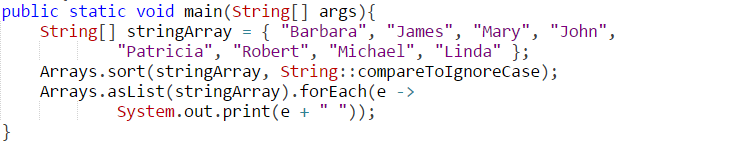 public static void main(String[] args){
    String[] stringArray = { "Barbara", "James", "Mary", "John",
            "Patricia", "Robert", "Michael", "Linda" };
    Arrays.sort(stringArray, String::compareToIgnoreCase);
    Arrays.asList(stringArray).forEach(e ->
            System.out.print(e + " "));
}